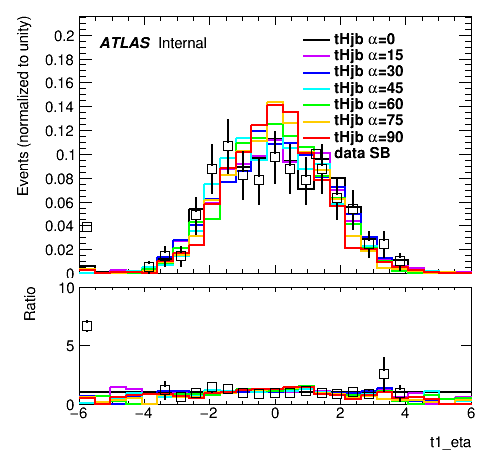 ATLAS Internal
Events (normalized to unity)
0.2
0.18
0.16
0.14
0.12
0.1
0.08
0.06
0.04
0.02
0
tHjb α=0
tHjb α=15
tHjb α=30
tHjb α=45
tHjb α=60
tHjb α=75
tHjb α=90
data SB
Ratio
10
5
0
−6 −4 −2 0 2 4 6
t1_eta